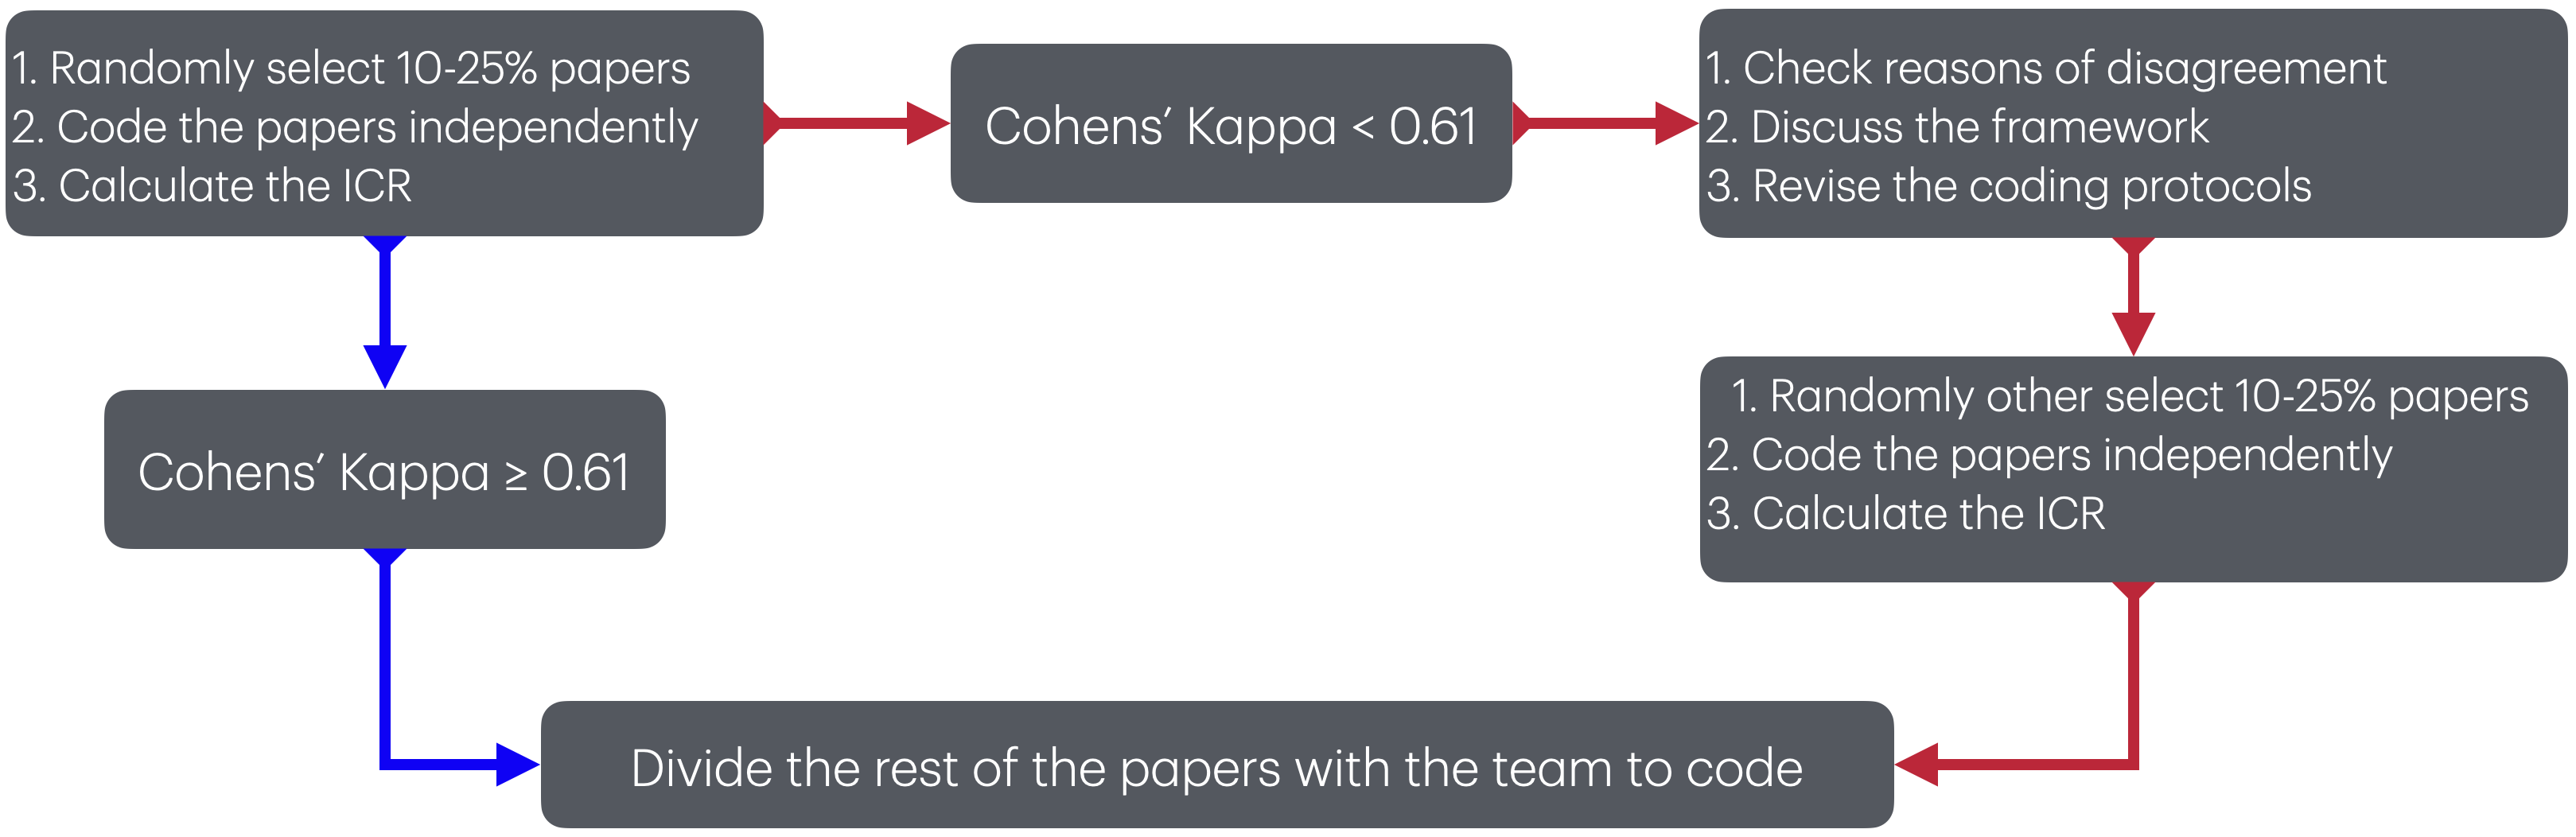 1. Randomly select 10-25% papers
2. Code the papers independently
3. Calculate the ICR
Cohens’ Kappa < 0.61
1. Check reasons of disagreement
2. Discuss the framework
3. Revise the coding protocols
Cohens’ Kappa ≥ 0.61
1. Randomly other select 10-25% papers
2. Code the papers independently
3. Calculate the ICR
Divide the rest of the papers with the team to code